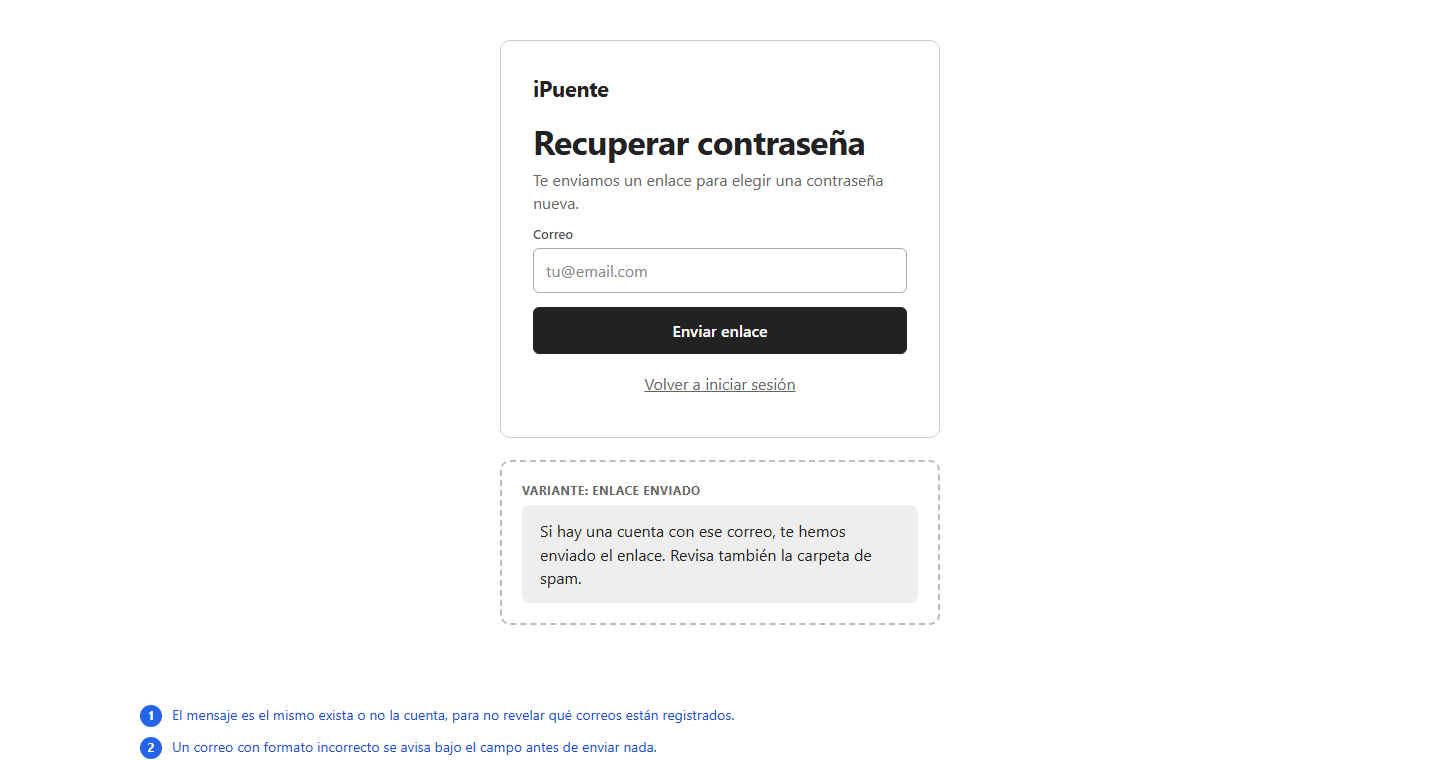 iPuente
Recuperar contraseña
Te enviamos un enlace para elegir una contraseña
nueva.
Correo
tu@email.com
Enviar enlace
Volver a iniciar sesión
VARIANTE: ENLACE ENVIADO
Si hay una cuenta con ese correo, te hemos
enviado el enlace. Revisa también la carpeta de
spam.
1 El mensaje es el mismo exista o no la cuenta, para no revelar qué correos están registrados.
2 Un correo con formato incorrecto se avisa bajo el campo antes de enviar nada.